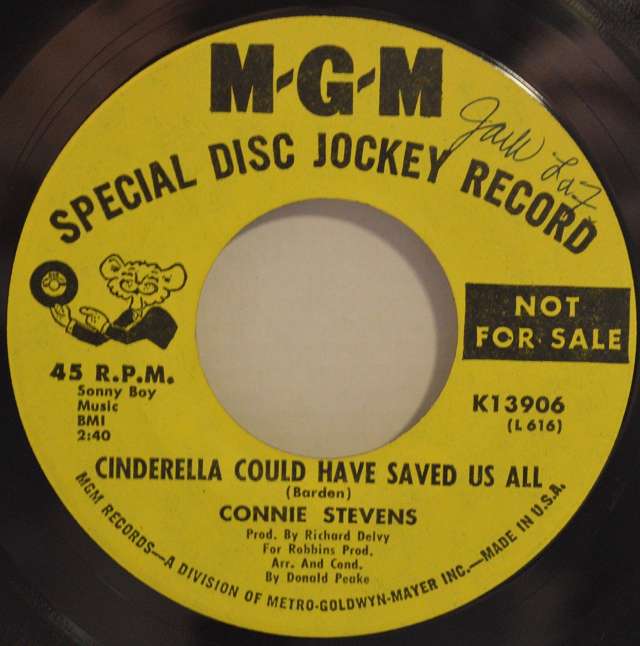 M-G-M
SPECIAL DISC JOCKEY RECORD
NOT
FOR SALE
45 R.P.M.
Sonny Boy
Music
BMI
2:40
K13906
(L 616)
CINDERELLA COULD HAVE SAVED US ALL
(Barden)
CONNIE STEVENS
Prod. By Richard Delvy
For Robbins Prod.
Arr. And Cond.
By Donald Peake
MGM RECORDS—A DIVISION OF METRO-GOLDWYN-MAYER INC.—MADE IN U.S.A.